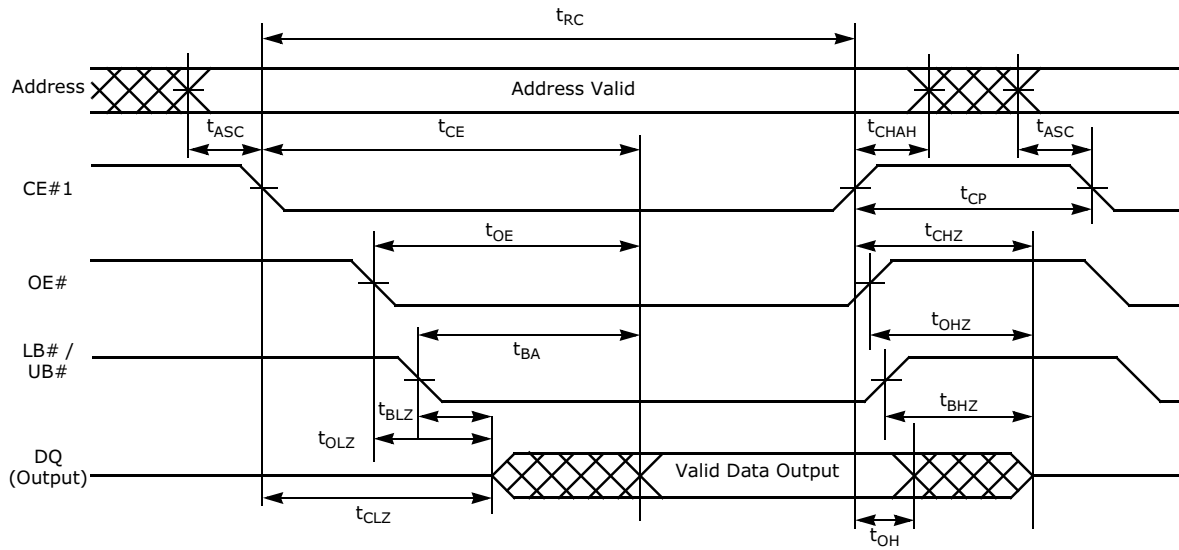 tRC
Address
Address Valid
tASC
tCE
tCHAH
tASC
CE#1
tCP
tOE
tCHZ
OE#
tOHZ
LB# /
UB#
tBA
tBLZ
tBHZ
tOLZ
DQ
(Output)
Valid Data Output
tCLZ
tOH